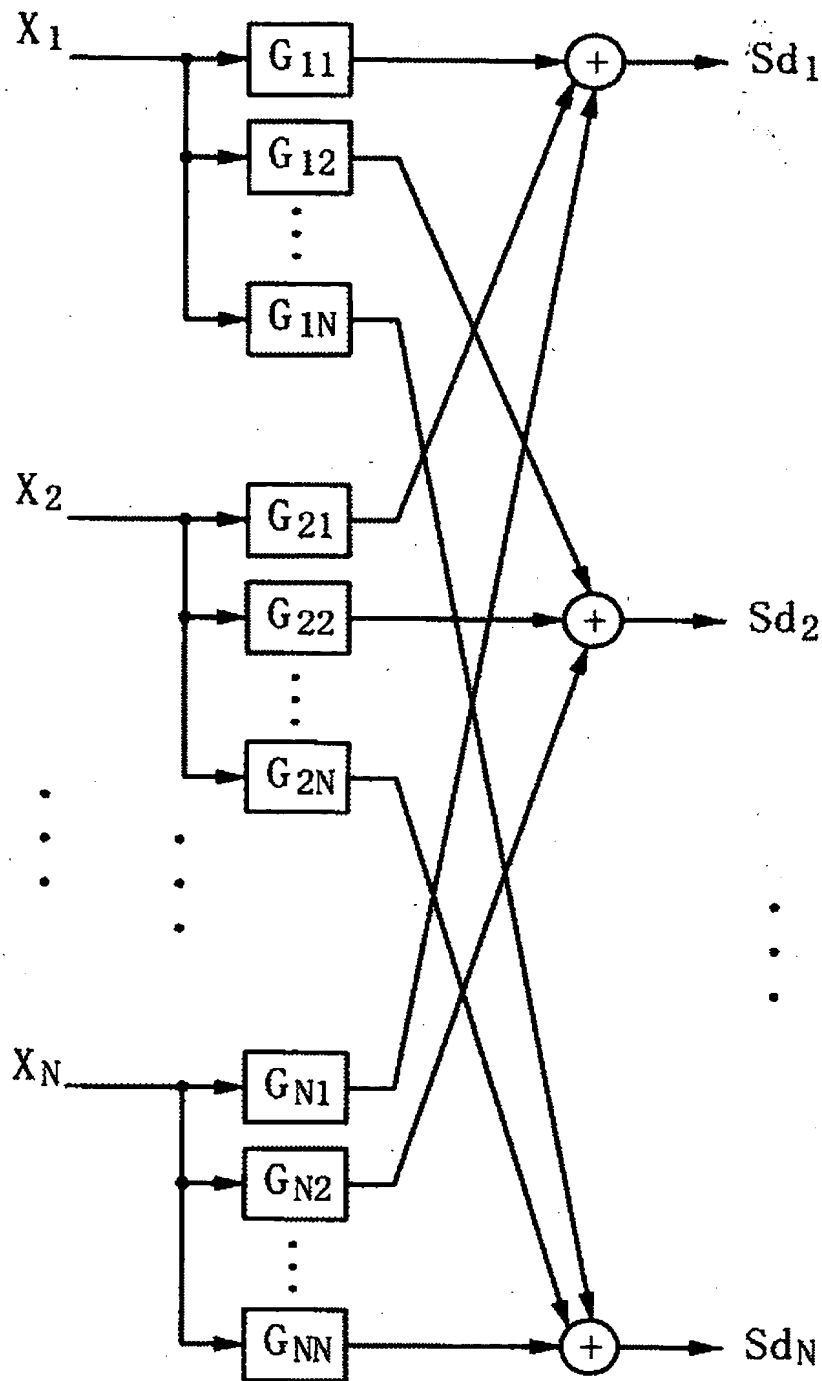 X₁
G₁₁
+
Sd₁
G₁₂
G₁N
X₂
G₂₁
G₂₂
+
Sd₂
G₂N
XN
GN₁
GN₂
GNN
+
SdN